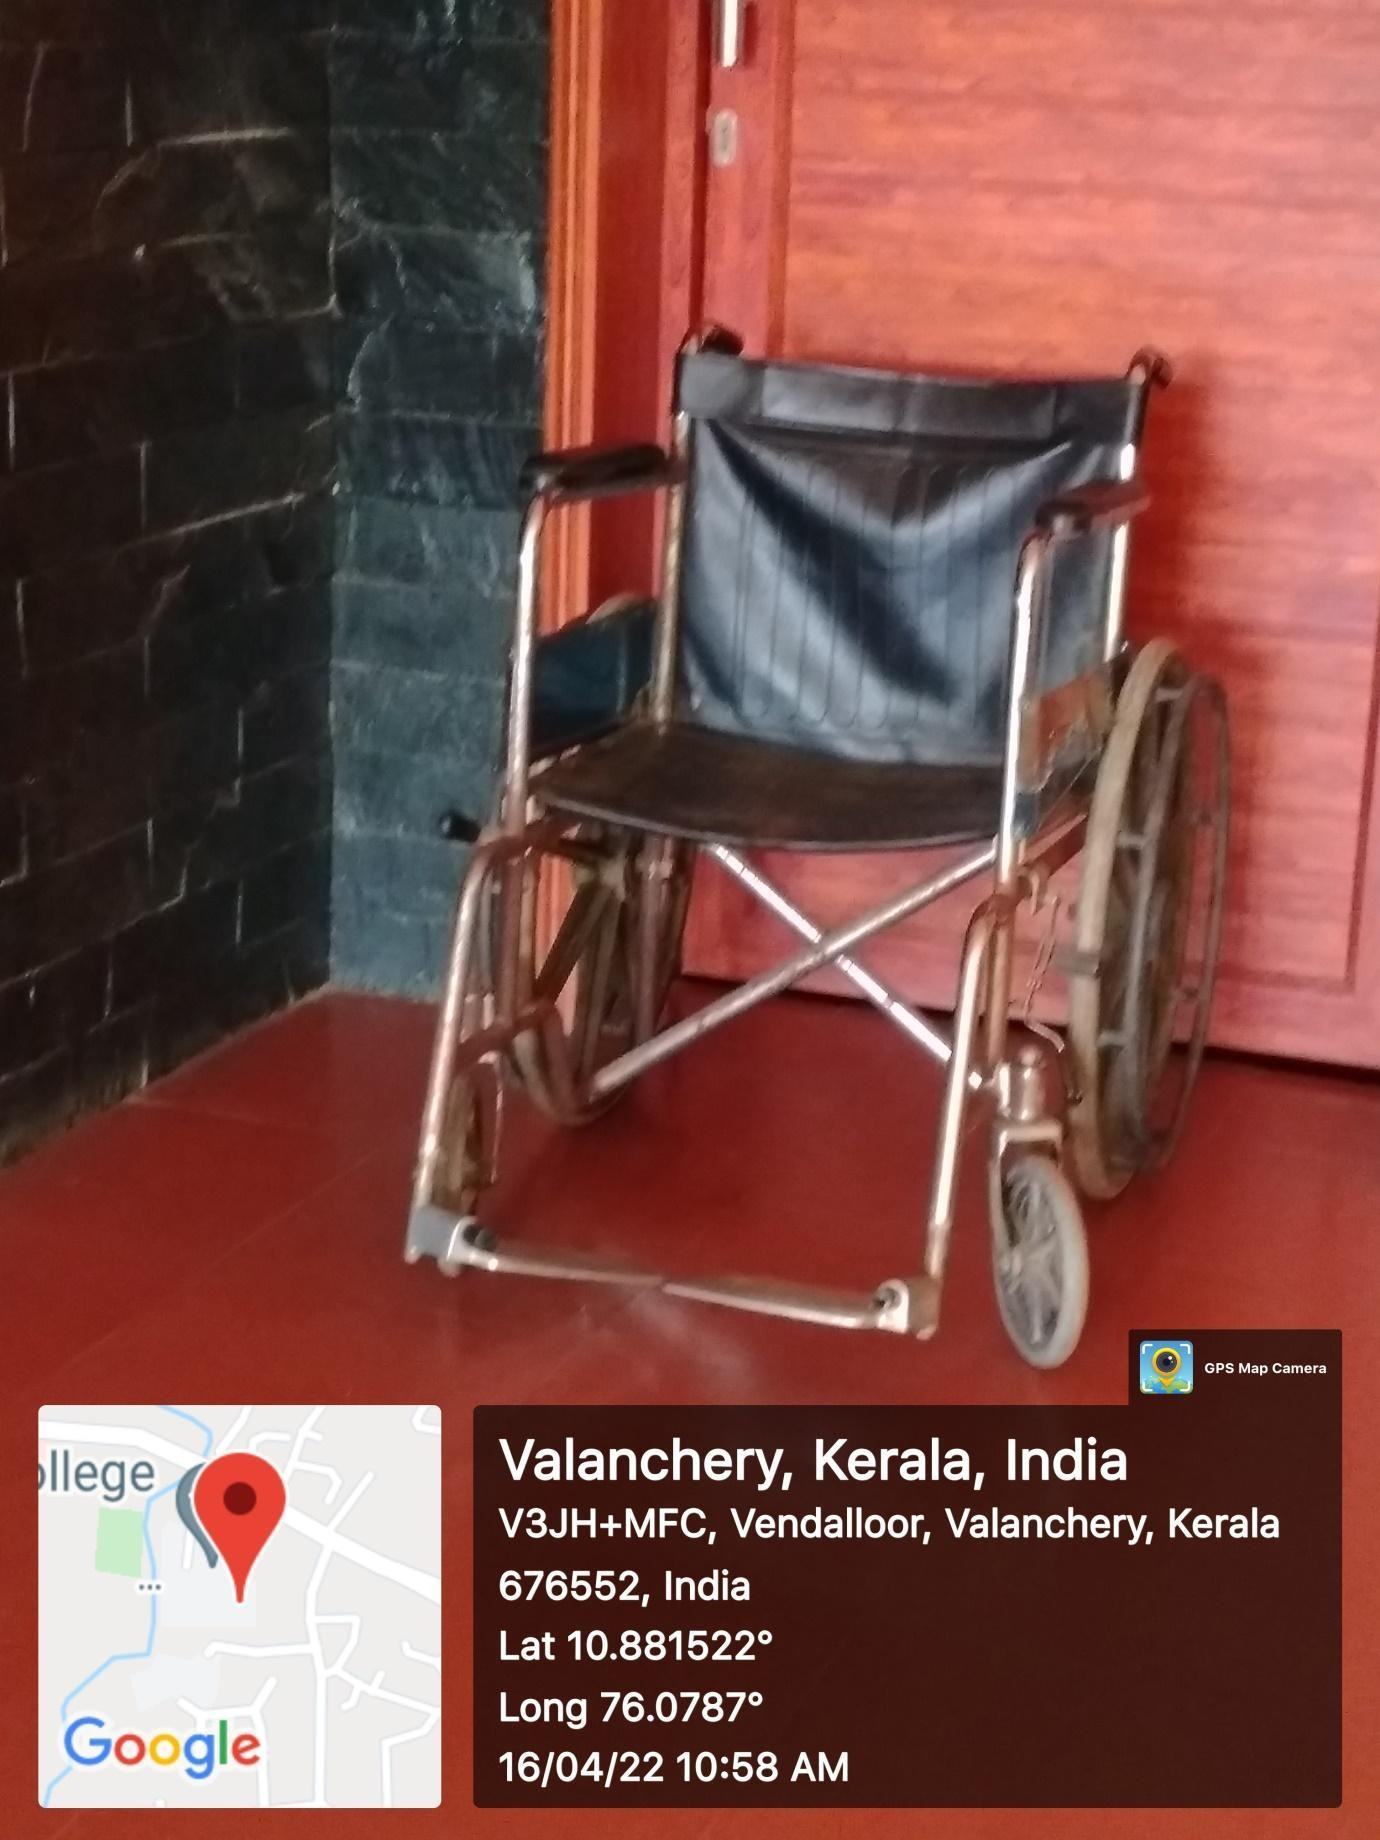 GPS Map Camera
ollege
...
Google
Valanchery, Kerala, India
V3JH+MFC, Vendalloor, Valanchery, Kerala
676552, India
Lat 10.881522°
Long 76.0787°
16/04/22 10:58 AM